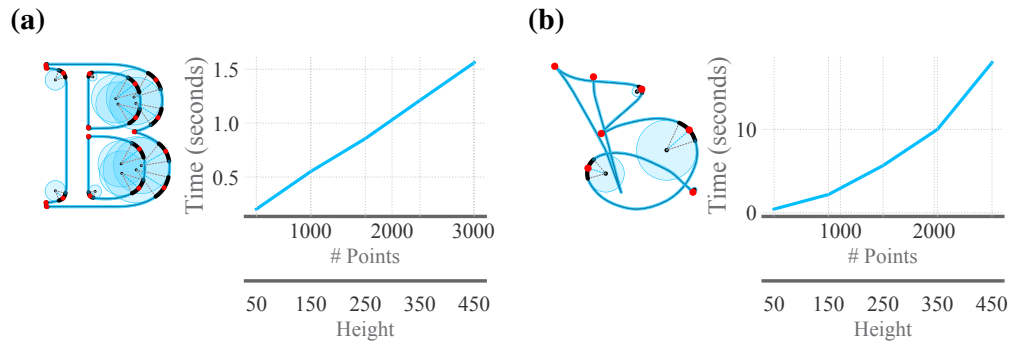 (a)
Time (seconds)
1.5
1.0
0.5
1000 2000 3000
# Points
50 150 250 350 450
Height
(b)
Time (seconds)
10
0
1000 2000
# Points
50 150 250 350 450
Height